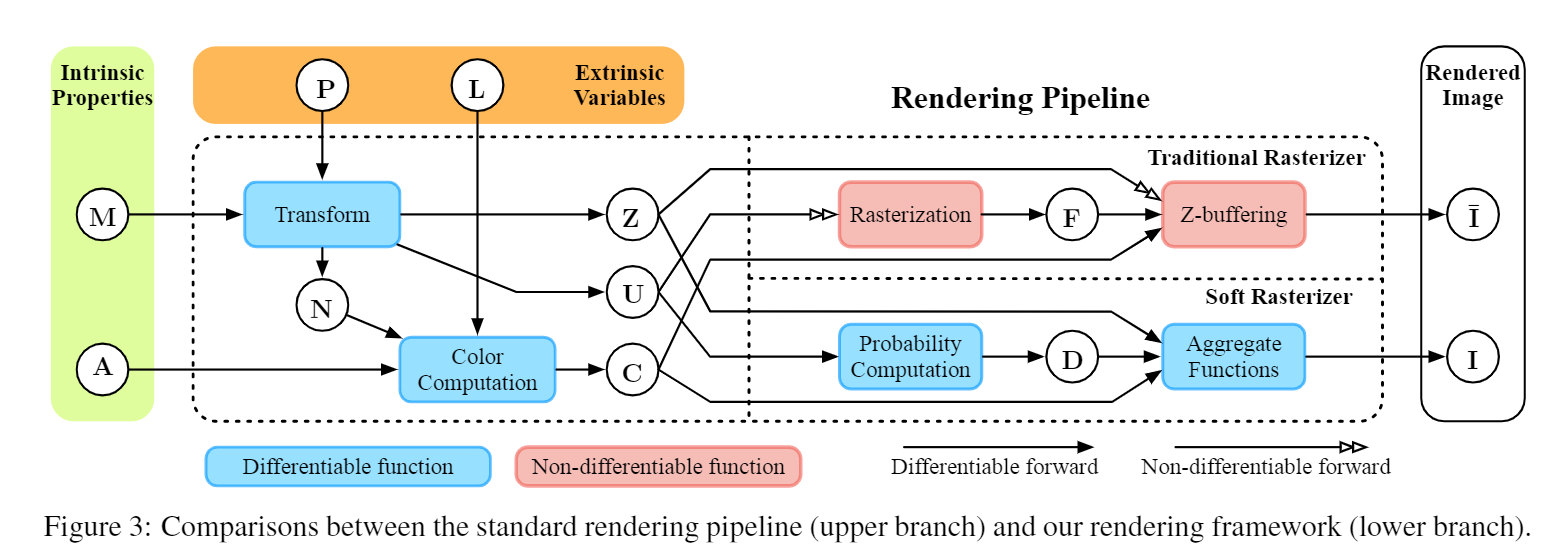 Intrinsic
Properties
P
L
Extrinsic
Variables
Rendering Pipeline
Rendered
Image
Traditional Rasterizer
M
Transform
Z
Rasterization
F
Z-buffering
Ī
N
U
Soft Rasterizer
A
Color
Computation
C
Probability
Computation
D
Aggregate
Functions
I
Differentiable function
Non-differentiable function
Differentiable forward
Non-differentiable forward
Figure 3: Comparisons between the standard rendering pipeline (upper branch) and our rendering framework (lower branch).